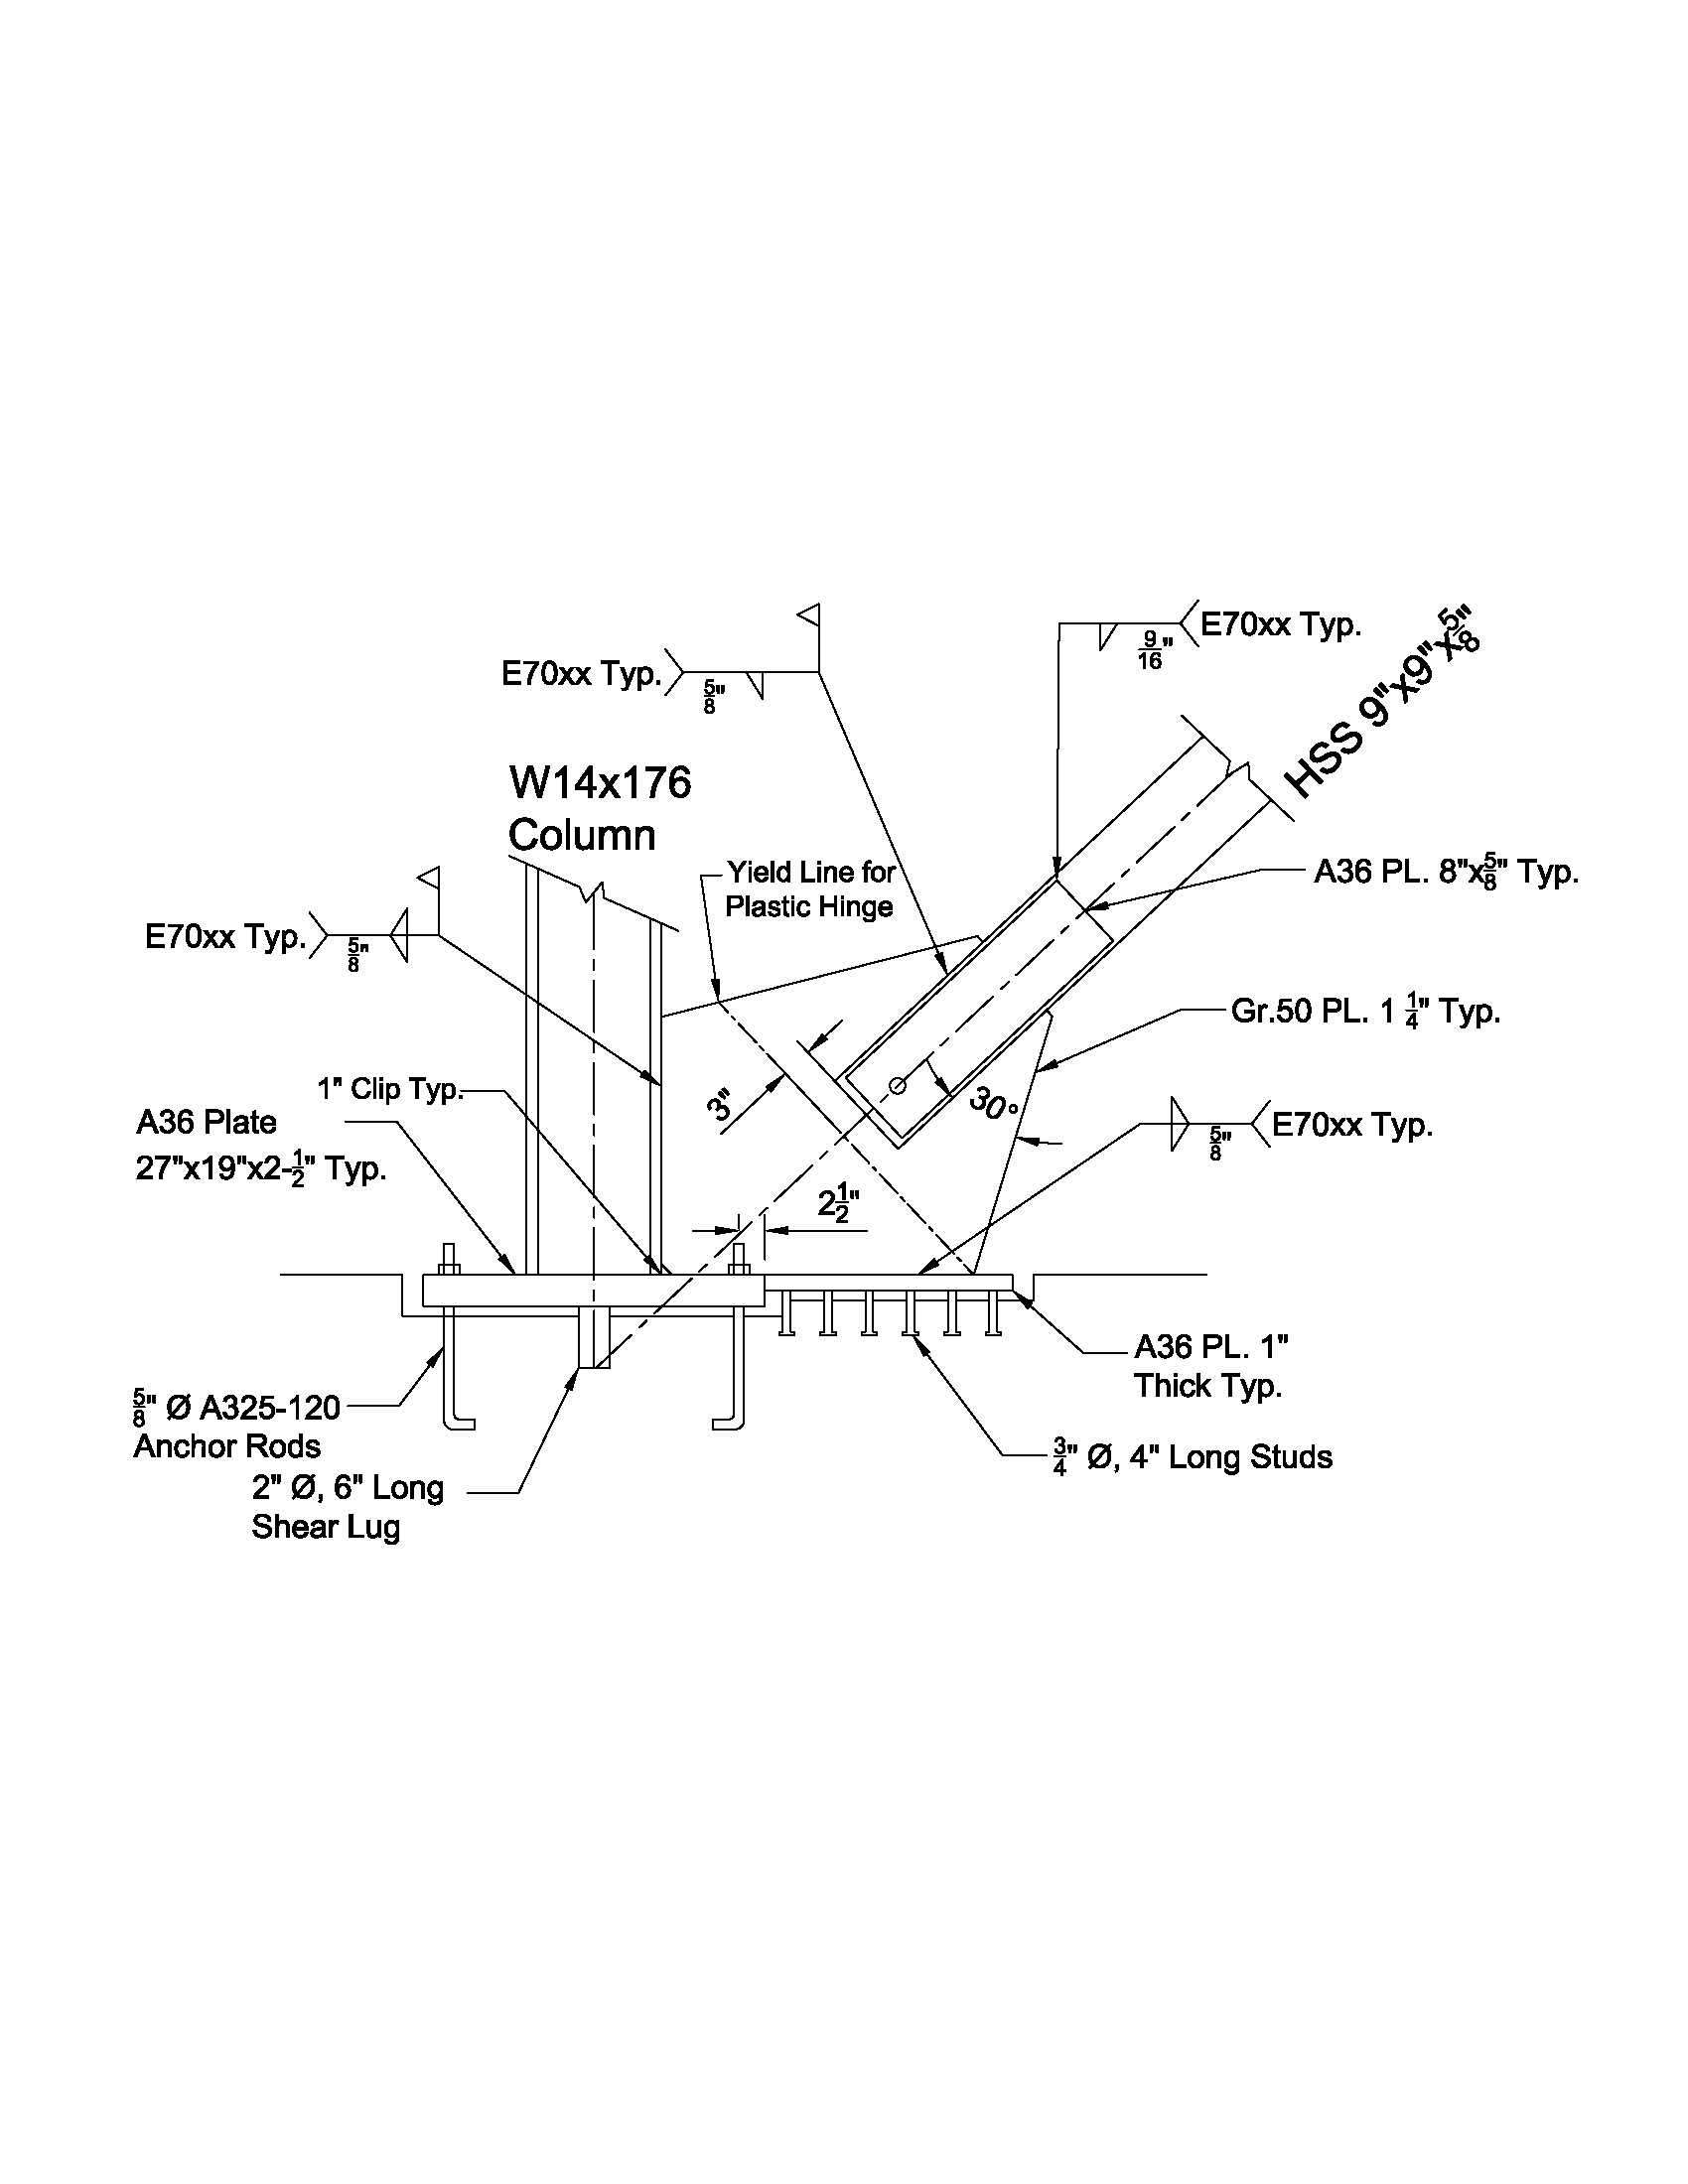 E70xx Typ.
9/16"
HSS 9"x9"x5/8"
E70xx Typ.
5/8"
W14x176
Column
Yield Line for
Plastic Hinge
A36 PL. 8"x5/8" Typ.
E70xx Typ.
5/8"
Gr.50 PL. 1 1/4" Typ.
1" Clip Typ.
3"
30°
A36 Plate
27"x19"x2-1/2" Typ.
E70xx Typ.
5/8"
2 1/2"
A36 PL. 1"
Thick Typ.
5/8" Ø A325-120
Anchor Rods
3/4" Ø, 4" Long Studs
2" Ø, 6" Long
Shear Lug